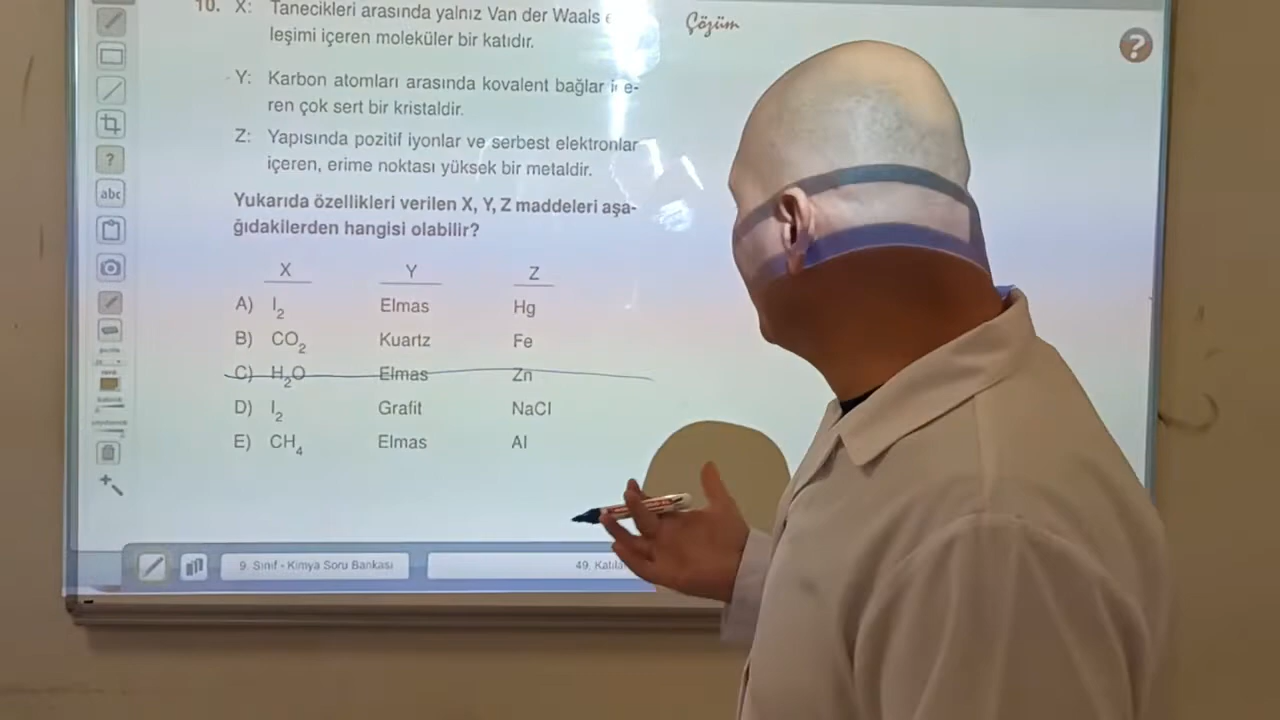 10. X: Tanecikleri arasında yalnız Van der Waals e
leşimi içeren moleküler bir katıdır.
Çözüm
?
Y: Karbon atomları arasında kovalent bağlar i e-
ren çok sert bir kristaldir.
Z: Yapısında pozitif iyonlar ve serbest elektronlar
içeren, erime noktası yüksek bir metaldir.
?
abc
Yukarıda özellikleri verilen X, Y, Z maddeleri aşa-
ğıdakilerden hangisi olabilir?
X Y Z
A) I2 Elmas Hg
B) CO2 Kuartz Fe
C) H2O Elmas Zn
D) I2 Grafit NaCl
E) CH4 Elmas Al
9. Sınıf - Kimya Soru Bankası
49. Katıla